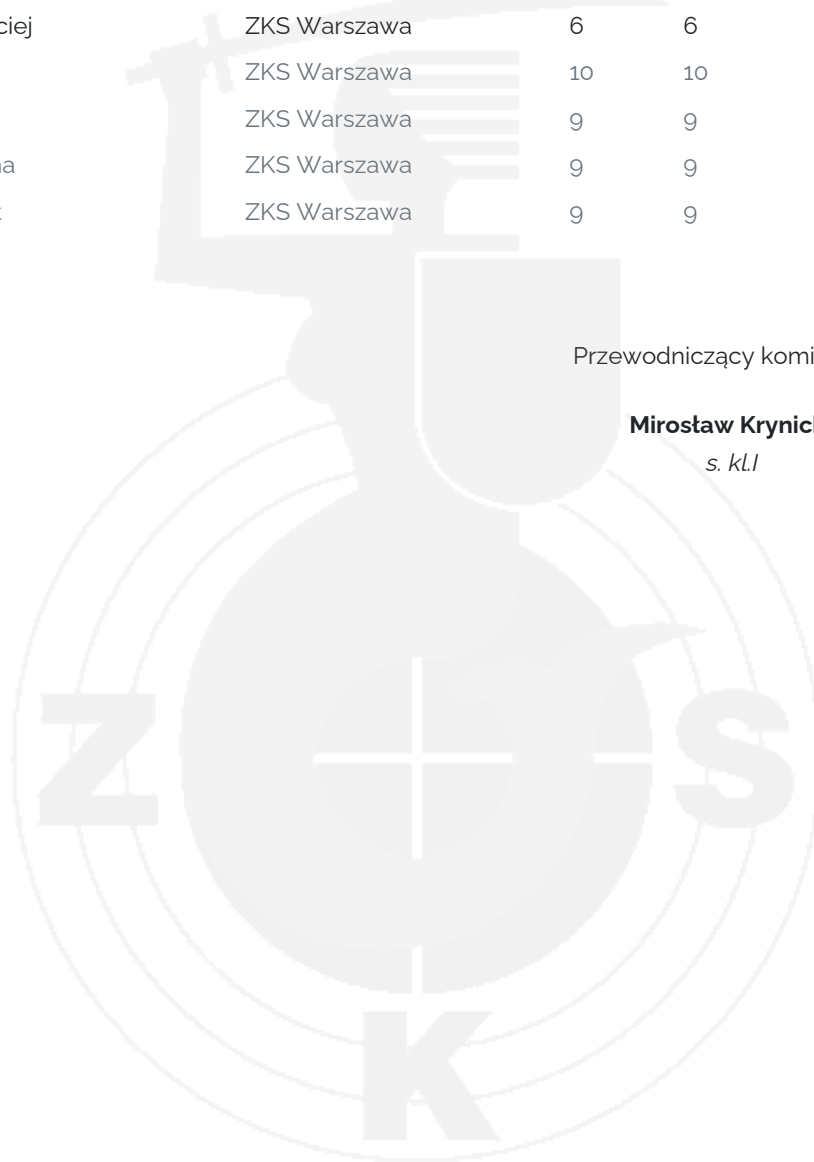 ciej ZKS Warszawa 6 6
ZKS Warszawa 10 10
ZKS Warszawa 9 9
na ZKS Warszawa 9 9
ZKS Warszawa 9 9
Przewodniczący komi
Mirosław Krynick
s. kl.I
Z S
K